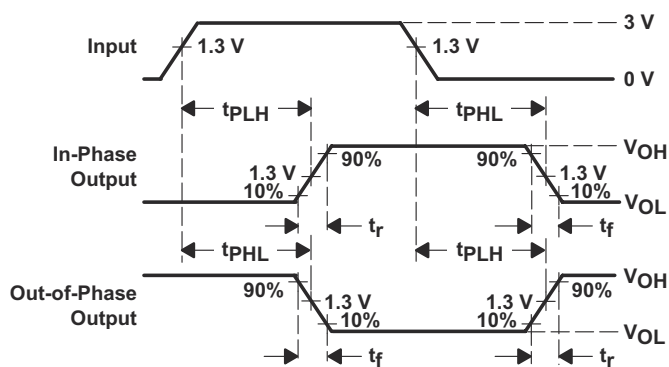 3 V
Input
1.3 V
1.3 V
0 V
tPLH
tPHL
In-Phase
Output
90%
90%
VOH
1.3 V
1.3 V
10%
10%
VOL
tr
tf
tPHL
tPLH
Out-of-Phase
Output
90%
90%
VOH
1.3 V
1.3 V
10%
10%
VOL
tf
tr